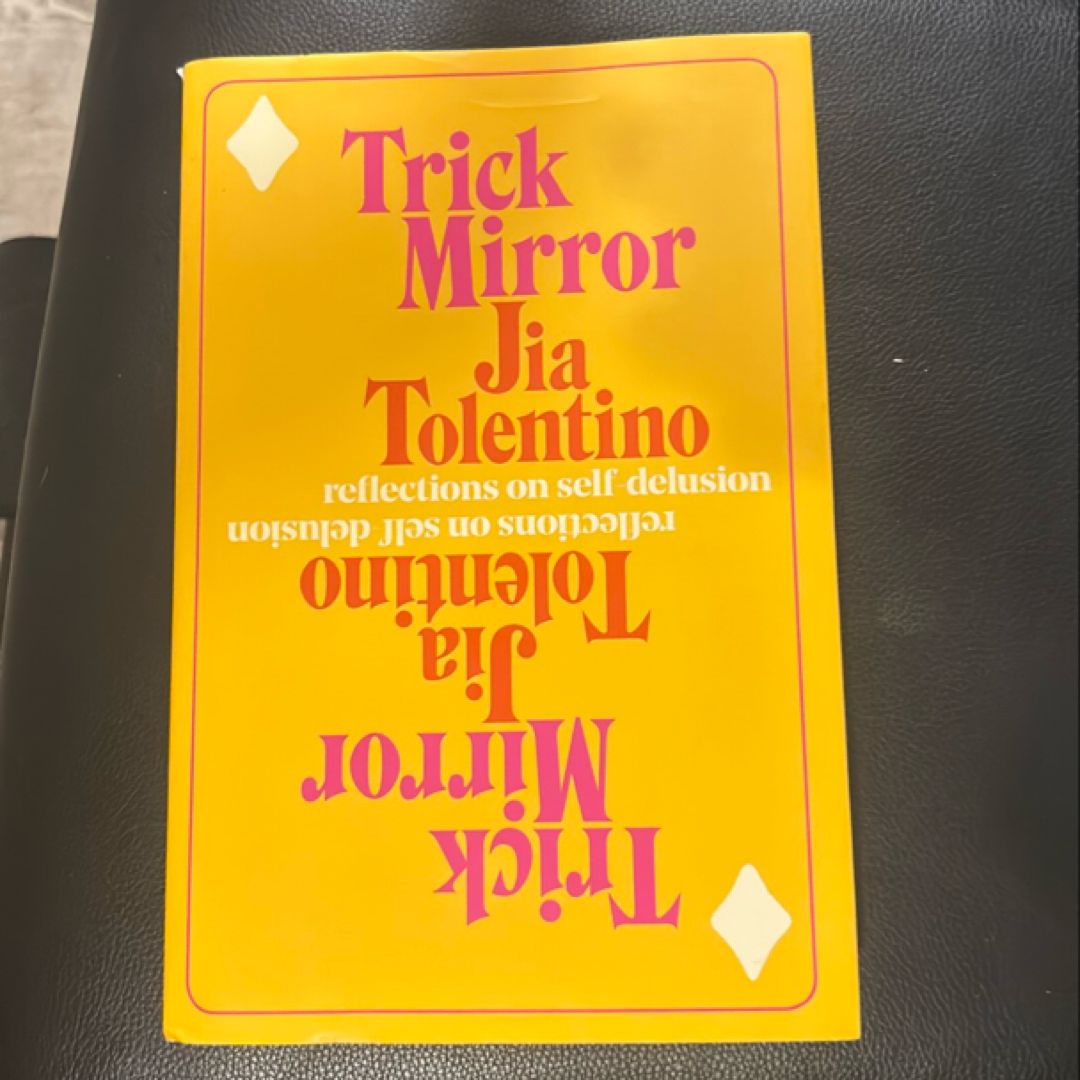 Trick
Mirror
Jia
Tolentino
reflections on self-delusion
reflections on self-delusion
Tolentino
Jia
Mirror
Trick